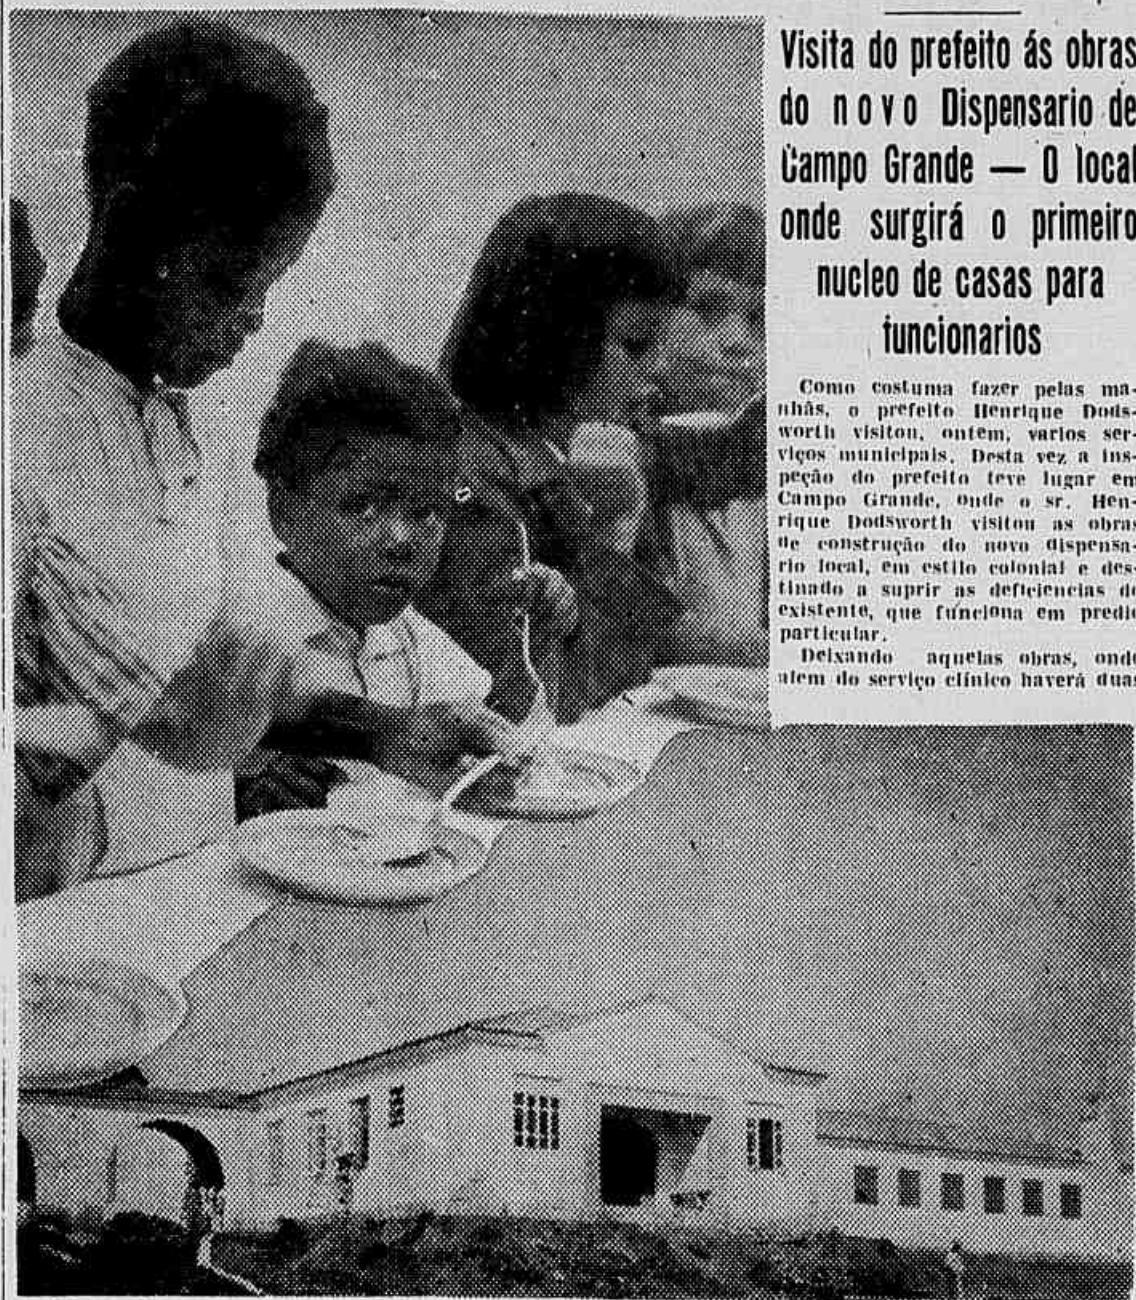 Visita do prefeito ás obras
do novo Dispensario de
Campo Grande — O local
onde surgirá o primeiro
nucleo de casas para
funcionarios
Como costuma fazer pelas ma-
nhãs, o prefeito Henrique Dods-
worth visitou, ontem, varios ser-
viços municipais. Desta vez a ins-
peção do prefeito teve lugar em
Campo Grande, onde o sr. Hen-
rique Dodsworth visitou as obras
de construção do novo dispensa-
rio local, em estilo colonial e des-
tinado a suprir as deficiencias do
existente, que funciona em predio
particular.
Deixando aquelas obras, onde
alem do serviço clínico haverá duas